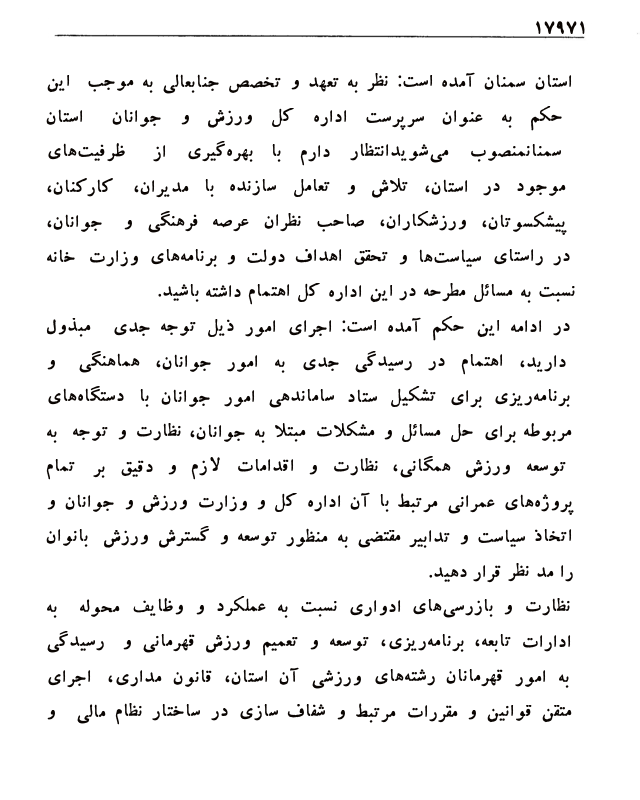 ۱۷۹۷۱
استان سمنان آمده است: نظر به تعهد و تخصص جنابعالی به موجب این
حکم به عنوان سرپرست اداره کل ورزش و جوانان استان
سمنانمنصوب می‌شویدانتظار دارم با بهره‌گیری از ظرفیت‌های
موجود در استان، تلاش و تعامل سازنده با مدیران، کارکنان،
پیشکسوتان، ورزشکاران، صاحب نظران عرصه فرهنگی و جوانان،
در راستای سیاست‌ها و تحقق اهداف دولت و برنامه‌های وزارت خانه
نسبت به مسائل مطرحه در این اداره کل اهتمام داشته باشید.
در ادامه این حکم آمده است: اجرای امور ذیل توجه جدی مبذول
دارید، اهتمام در رسیدگی جدی به امور جوانان، هماهنگی و
برنامه‌ریزی برای تشکیل ستاد ساماندهی امور جوانان با دستگاه‌های
مربوطه برای حل مسائل و مشکلات مبتلا به جوانان، نظارت و توجه به
توسعه ورزش همگانی، نظارت و اقدامات لازم و دقیق بر تمام
پروژه‌های عمرانی مرتبط با آن اداره کل و وزارت ورزش و جوانان و
اتخاذ سیاست و تدابیر مقتضی به منظور توسعه و گسترش ورزش بانوان
را مد نظر قرار دهید.
نظارت و بازرسی‌های ادواری نسبت به عملکرد و وظایف محوله به
ادارات تابعه، برنامه‌ریزی، توسعه و تعمیم ورزش قهرمانی و رسیدگی
به امور قهرمانان رشته‌های ورزشی آن استان، قانون مداری، اجرای
متقن قوانین و مقررات مرتبط و شفاف سازی در ساختار نظام مالی و